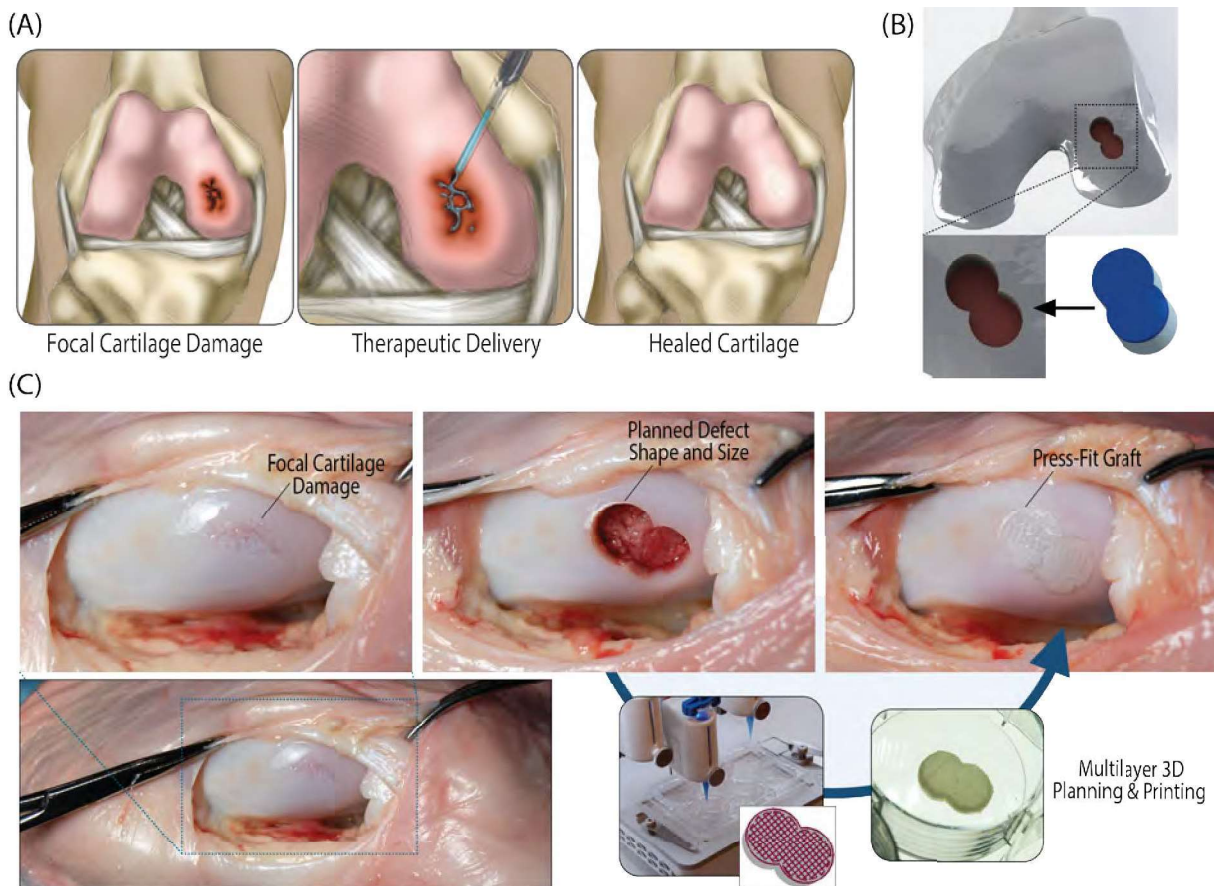 (A)
Focal Cartilage Damage
Therapeutic Delivery
Healed Cartilage
(B)
(C)
Focal Cartilage
Damage
Planned Defect
Shape and Size
Press-Fit Graft
Multilayer 3D
Planning & Printing